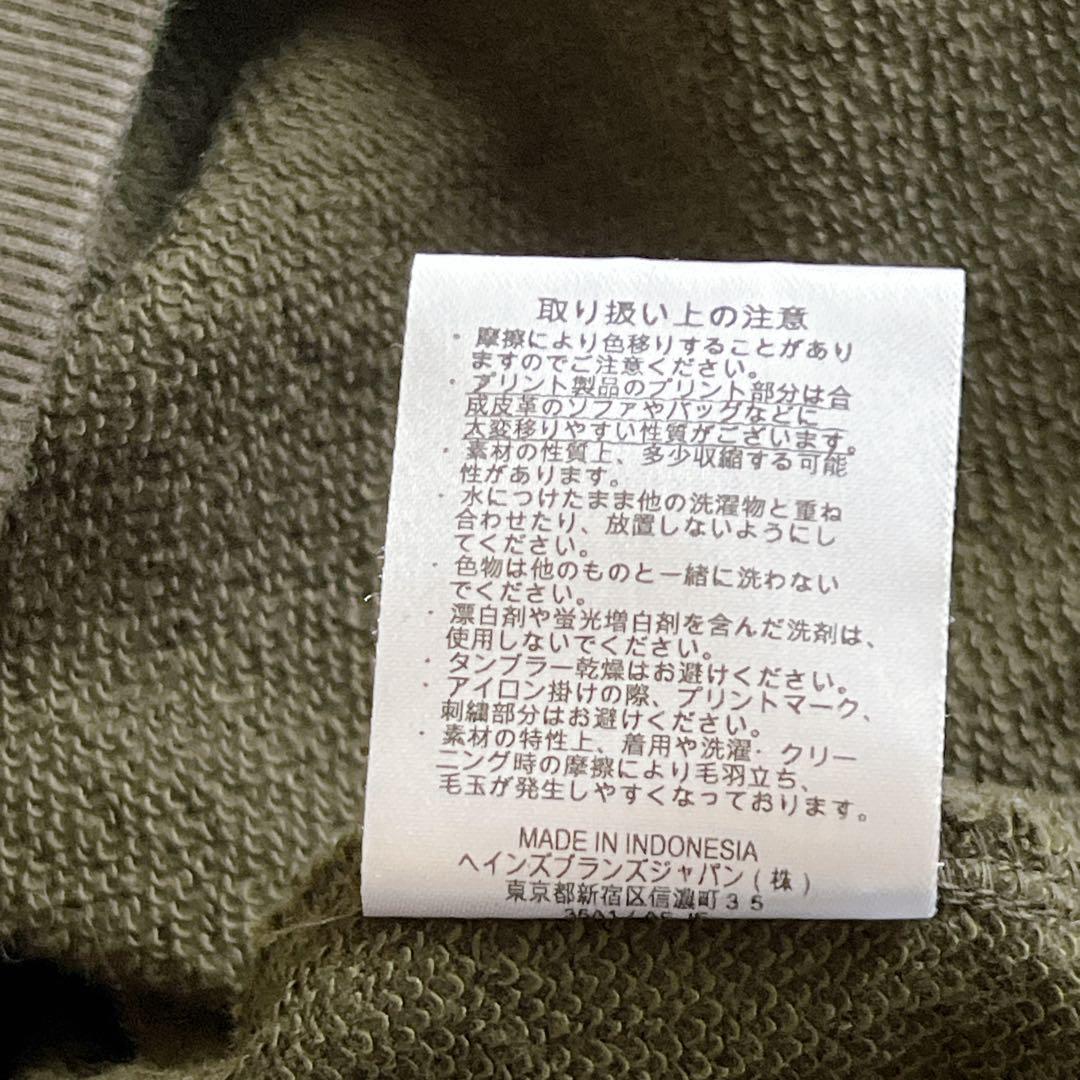 取り扱い上の注意
・摩擦により色移りすることがあり
ますのでご注意ください。
・プリント製品のプリント部分は合
成皮革のソファやバッグなどに
大変移りやすい性質がございます。
・素材の性質上、多少収縮する可能
性があります。
・水につけたまま他の洗濯物と重ね
合わせたり、放置しないようにし
てください。
・色物は他のものと一緒に洗わない
でください。
・漂白剤や蛍光増白剤を含んだ洗剤は、
使用しないでください。
・タンブラー乾燥はお避けください。
・アイロン掛けの際、プリントマーク、
刺繍部分はお避けください。
・素材の特性上、着用や洗濯・クリー
ニング時の摩擦により毛羽立ち、
毛玉が発生しやすくなっております。
MADE IN INDONESIA
ヘインズブランズジャパン(株)
東京都新宿区信濃町35